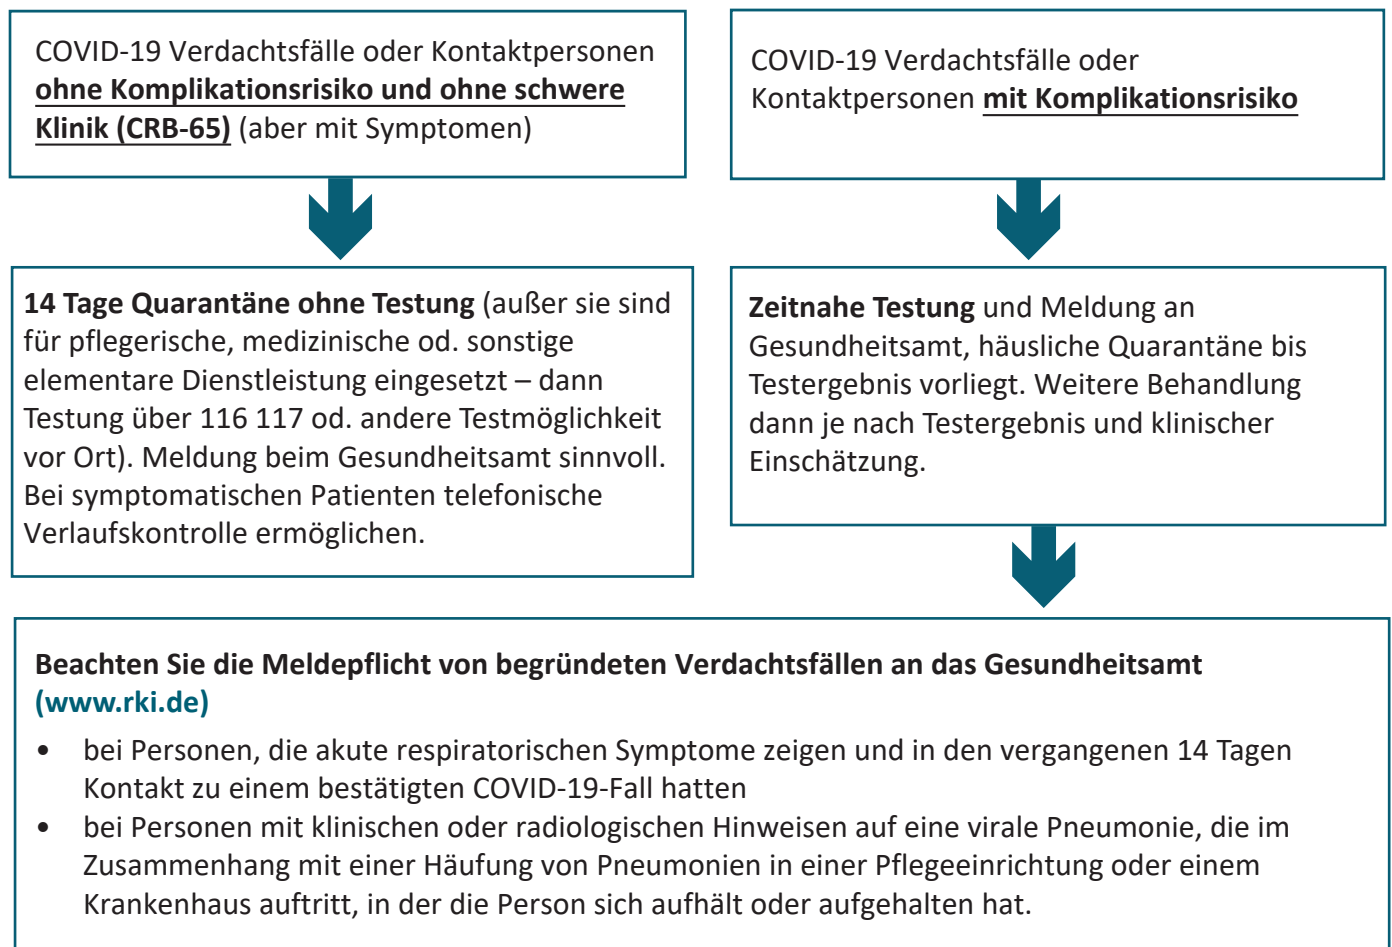 COVID-19 Verdachtsfälle oder Kontaktpersonen
ohne Komplikationsrisiko und ohne schwere
Klinik (CRB-65) (aber mit Symptomen)
COVID-19 Verdachtsfälle oder
Kontaktpersonen mit Komplikationsrisiko
14 Tage Quarantäne ohne Testung (außer sie sind
für pflegerische, medizinische od. sonstige
elementare Dienstleistung eingesetzt – dann
Testung über 116 117 od. andere Testmöglichkeit
vor Ort). Meldung beim Gesundheitsamt sinnvoll.
Bei symptomatischen Patienten telefonische
Verlaufskontrolle ermöglichen.
Zeitnahe Testung und Meldung an
Gesundheitsamt, häusliche Quarantäne bis
Testergebnis vorliegt. Weitere Behandlung
dann je nach Testergebnis und klinischer
Einschätzung.
Beachten Sie die Meldepflicht von begründeten Verdachtsfällen an das Gesundheitsamt
(www.rki.de)
• bei Personen, die akute respiratorischen Symptome zeigen und in den vergangenen 14 Tagen
Kontakt zu einem bestätigten COVID-19-Fall hatten
• bei Personen mit klinischen oder radiologischen Hinweisen auf eine virale Pneumonie, die im
Zusammenhang mit einer Häufung von Pneumonien in einer Pflegeeinrichtung oder einem
Krankenhaus auftritt, in der die Person sich aufhält oder aufgehalten hat.